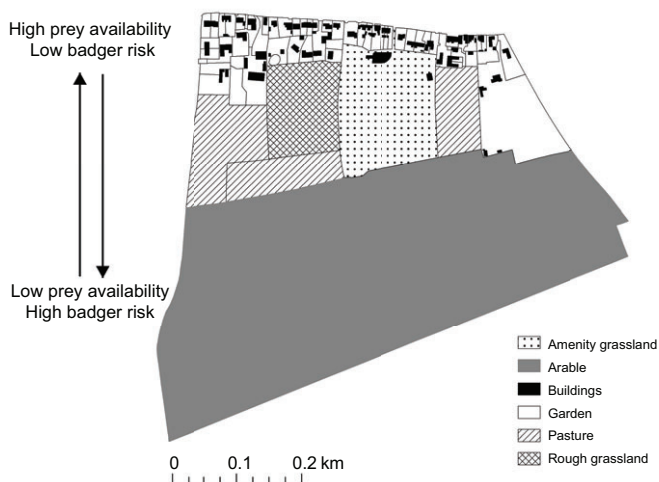 High prey availability
Low badger risk
Low prey availability
High badger risk
Amenity grassland
Arable
Buildings
Garden
Pasture
Rough grassland
0 0.1 0.2 km